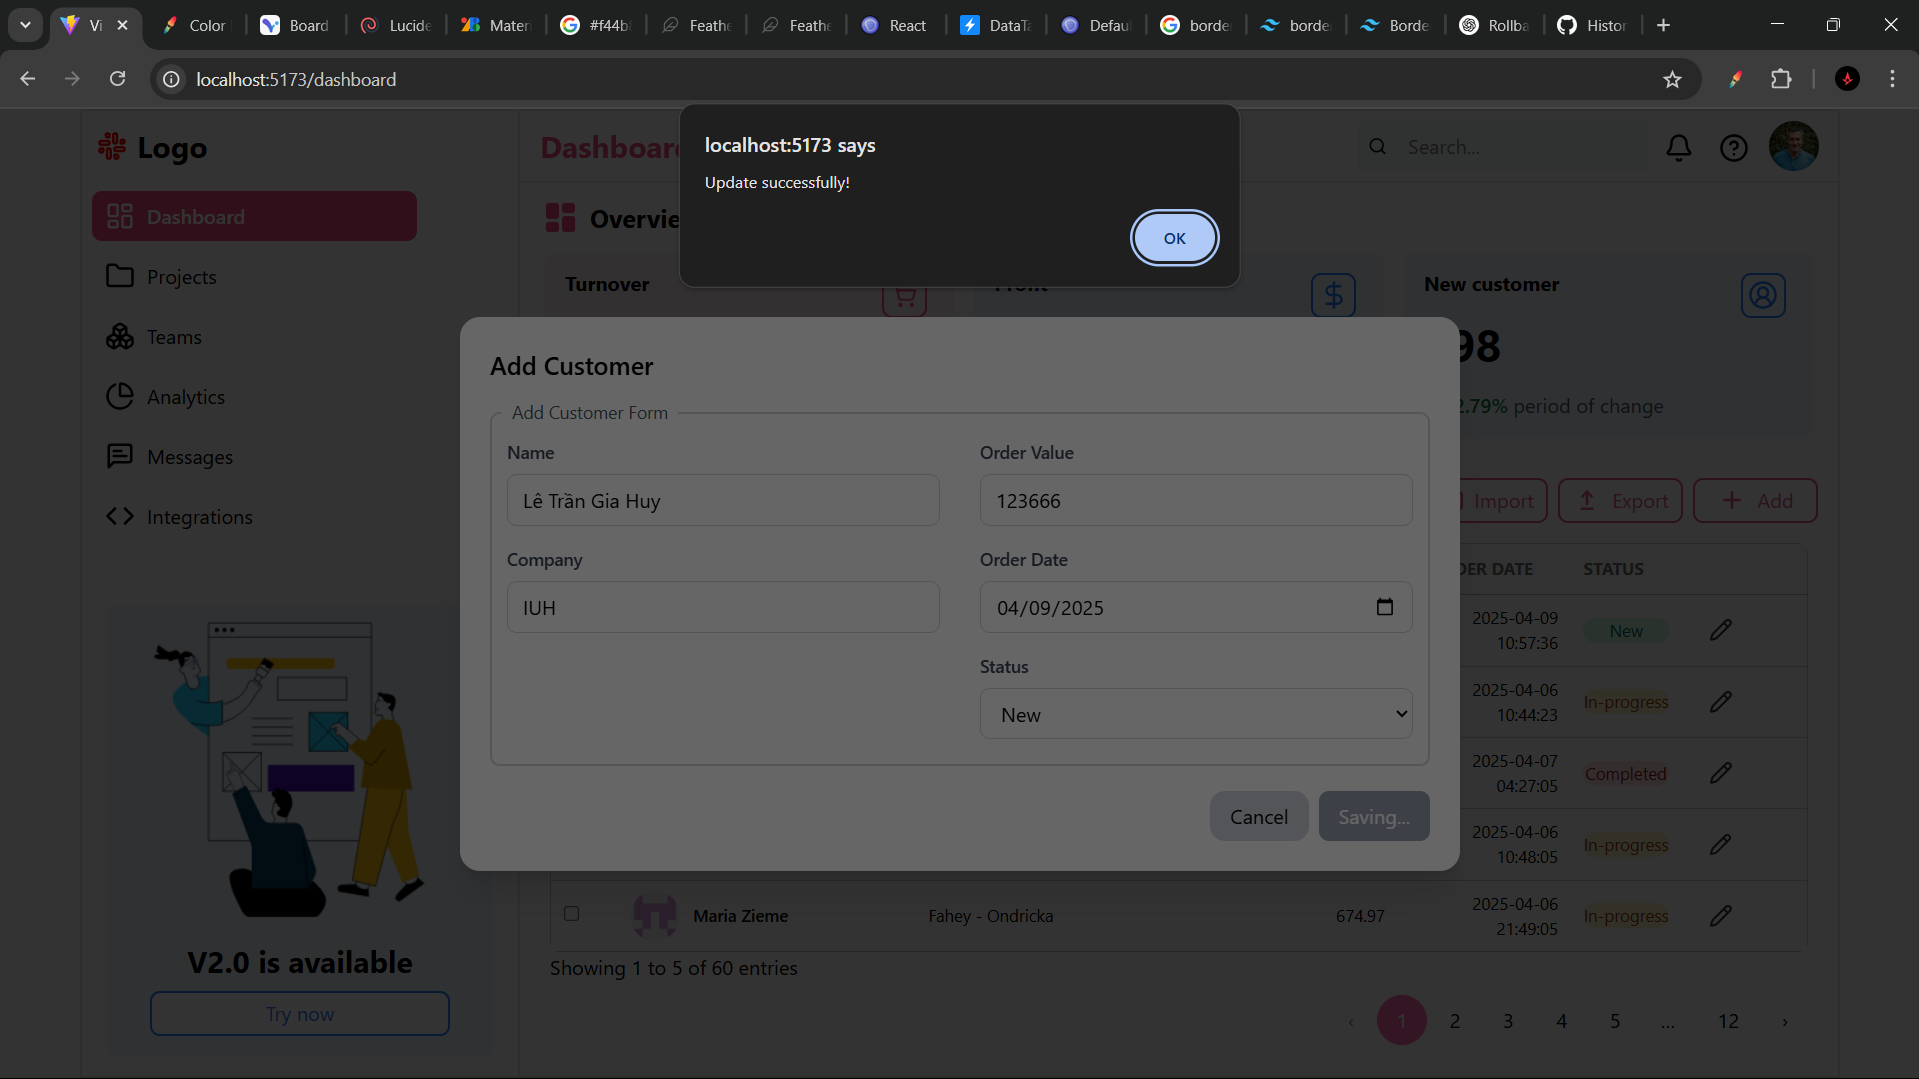 Vi
Color
Board
Lucide
Mater
#f44b
Feathe
Feathe
React
DataTa
Defau
borde
borde
Borde
Rollba
Histor
localhost:5173/dashboard
localhost:5173 says
Update successfully!
OK
Logo
Dashboard
Search...
Dashboard
Projects
Teams
Analytics
Messages
Integrations
Overvie
Turnover
New customer
98
2.79% period of change
Import
Export
Add
Add Customer
Add Customer Form
Name
Order Value
Lê Trần Gia Huy
123666
Company
Order Date
IUH
04/09/2025
Status
New
Cancel
Saving...
DER DATE
STATUS
2025-04-09
10:57:36
New
2025-04-06
10:44:23
In-progress
2025-04-07
04:27:05
Completed
2025-04-06
10:48:05
In-progress
Maria Zieme
Fahey - Ondricka
674.97
2025-04-06
21:49:05
In-progress
Showing 1 to 5 of 60 entries
‹ 1 2 3 4 5 ... 12 ›
V2.0 is available
Try now